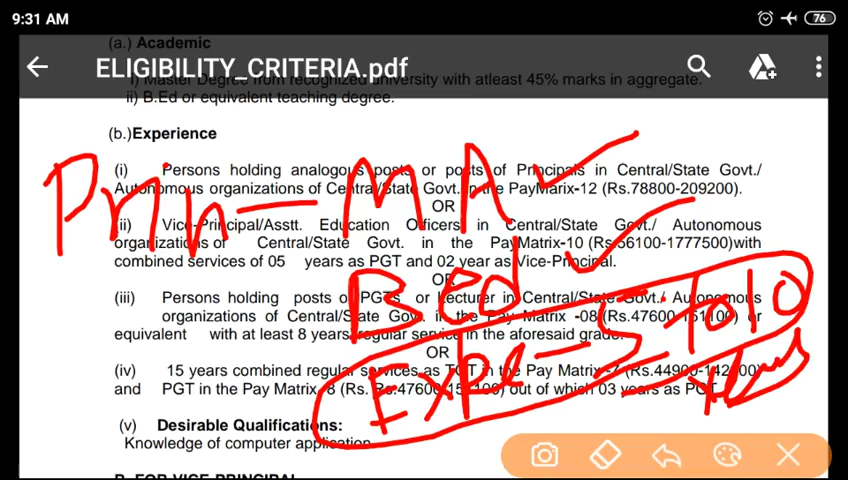 9:31 AM
76
(a.) Academic
ELIGIBILITY_CRITERIA.pdf
i) Master Degree from recognized university with atleast 45% marks in aggregate.
ii) B.Ed or equivalent teaching degree.
(b.)Experience
(i) Persons holding analogous posts or posts of Principals in Central/State Govt./
Autonomous organizations of Central/State Govt. in the PayMarix-12 (Rs.78800-209200).
OR
(ii) Vice-Principal/Asstt. Education Officers in Central/State Govt./ Autonomous
organizations of Central/State Govt. in the PayMatrix-10 (Rs.56100-1777500)with
combined services of 05 years as PGT and 02 year as Vice-Principal.
OR
(iii) Persons holding posts of PGTs or Lecturer in Central/State Govt./ Autonomous
organizations of Central/State Govt. in the Pay Matrix -08(Rs.47600-151100) or
equivalent with at least 8 years regular service in the aforesaid grade.
OR
(iv) 15 years combined regular services as TGT in the Pay Matrix-7 (Rs.44900-142400)
and PGT in the Pay Matrix-8 (Rs. Rs.47600-151100) out of which 03 years as PGT.
(v) Desirable Qualifications:
Knowledge of computer application.
B. FOR VICE PRINCIPAL
Prin - MA
B.ed
Expe - 5 To 10